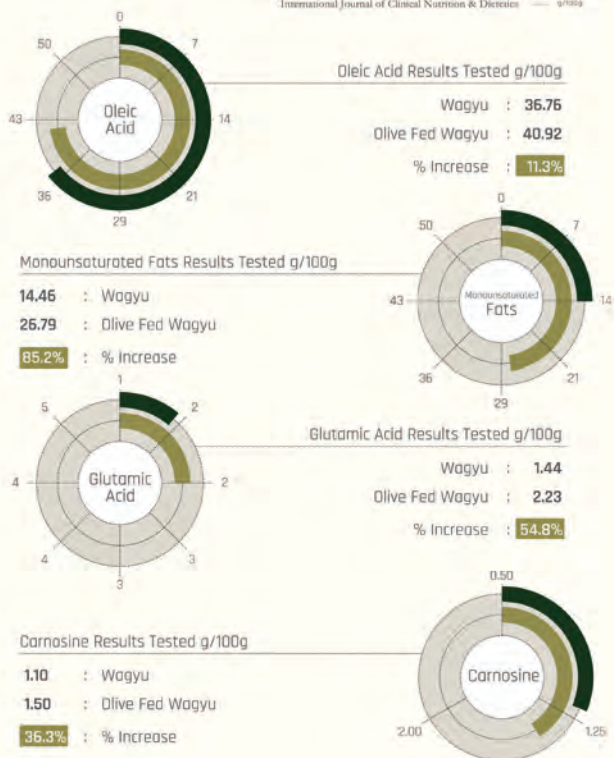 International Journal of Clinical Nutrition & Dietetics — g/100g
0
7
14
21
29
36
43
50
Oleic
Acid
Oleic Acid Results Tested g/100g
Wagyu : 36.76
Olive Fed Wagyu : 40.92
% Increase : 11.3%
0
7
14
21
29
36
43
50
Monounsaturated
Fats
Monounsaturated Fats Results Tested g/100g
14.46 : Wagyu
26.79 : Olive Fed Wagyu
85.2% : % Increase
1
2
2
3
3
4
4
5
Glutamic
Acid
Glutamic Acid Results Tested g/100g
Wagyu : 1.44
Olive Fed Wagyu : 2.23
% Increase : 54.8%
0.50
1.25
2.00
Carnosine
Carnosine Results Tested g/100g
1.10 : Wagyu
1.50 : Olive Fed Wagyu
36.3% : % Increase